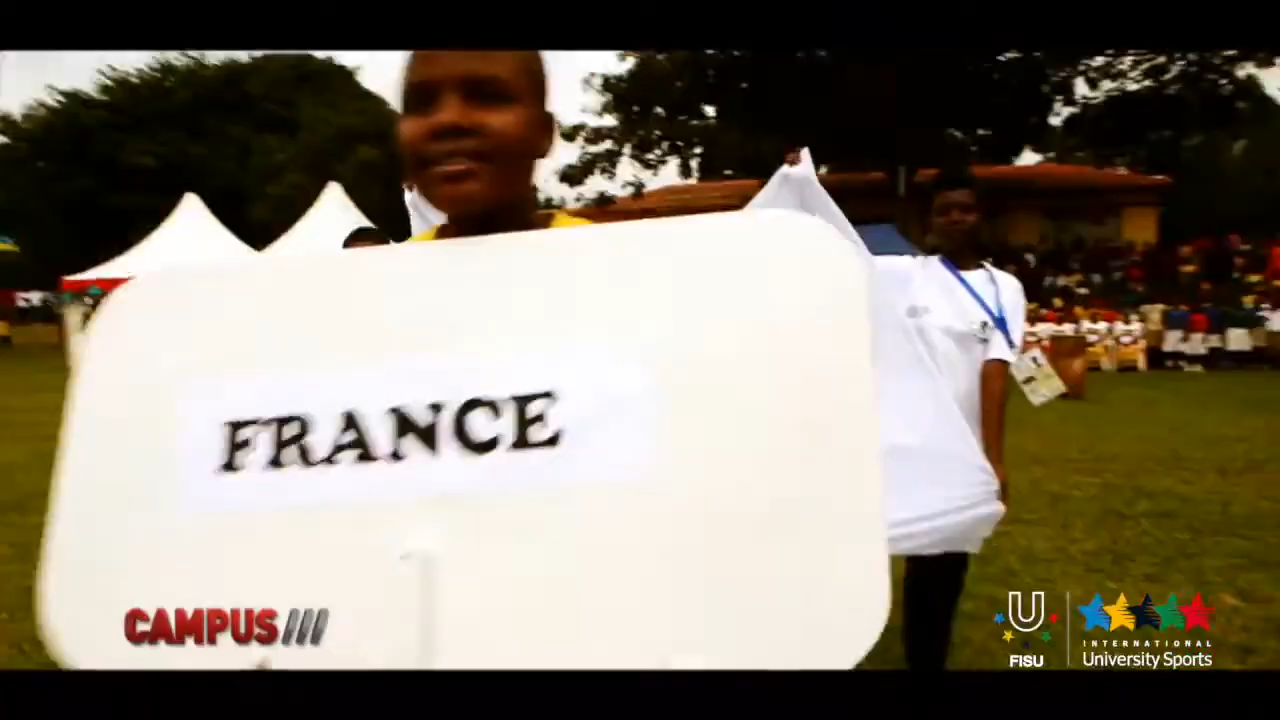 FRANCE
CAMPUS
FISU
INTERNATIONAL
University Sports